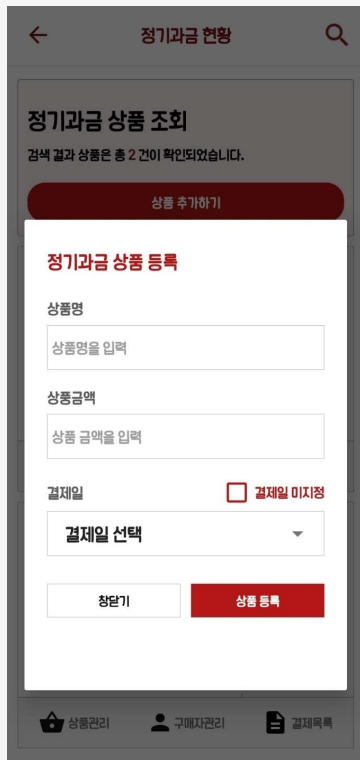 정기과금 현황
정기과금 상품 조회
검색 결과 상품은 총 2 건이 확인되었습니다.
상품 추가하기
정기과금 상품 등록
상품명
상품명을 입력
상품금액
상품 금액을 입력
결제일 결제일 미지정
결제일 선택
창닫기 상품 등록
상품관리 구매자관리 결제목록